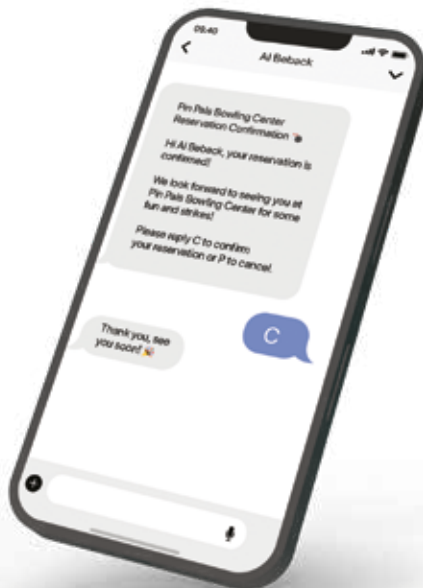 09:40
Al Beback
Pin Pals Bowling Center
Reservation Confirmation 🎳
Hi Al Beback, your reservation is
confirmed!
We look forward to seeing you at
Pin Pals Bowling Center for some
fun and strikes!
Please reply C to confirm
your reservation or P to cancel.
C
Thank you, see
you soon! 🎉